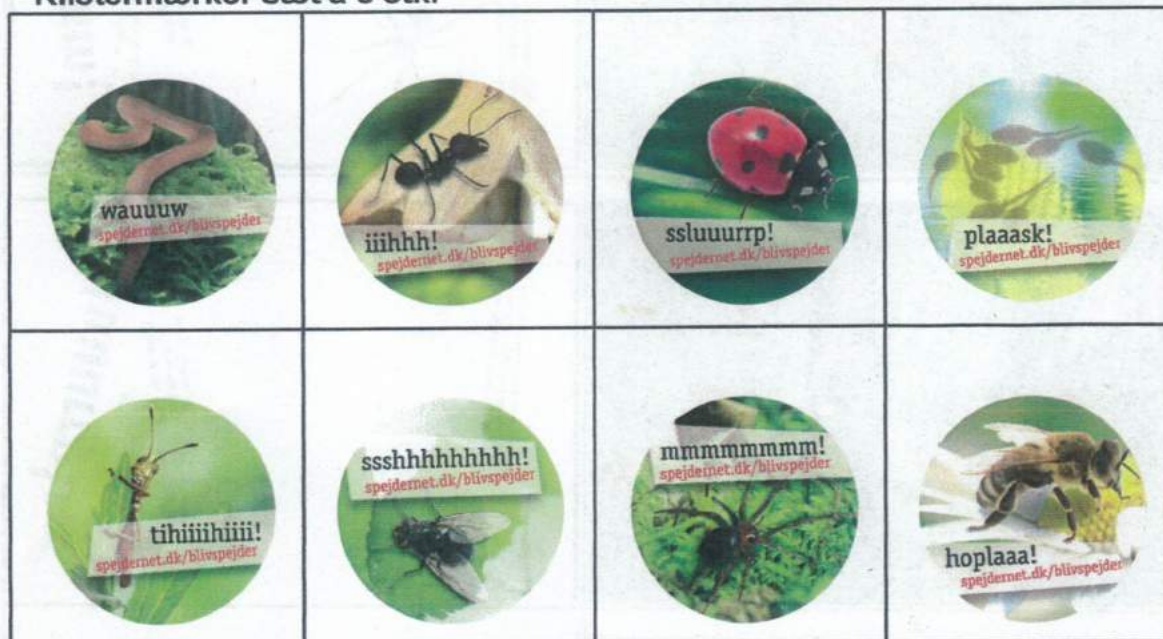 wauuuw
spejdernet.dk/blivspejder
iiihhh!
spejdernet.dk/blivspejder
ssluuurrp!
spejdernet.dk/blivspejder
plaaask!
spejdernet.dk/blivspejder
tihiiiihiiii!
spejdernet.dk/blivspejder
ssshhhhhhhhh!
spejdernet.dk/blivspejder
mmmmmmmm!
spejdernet.dk/blivspejder
hoplaaa!
spejdernet.dk/blivspejder